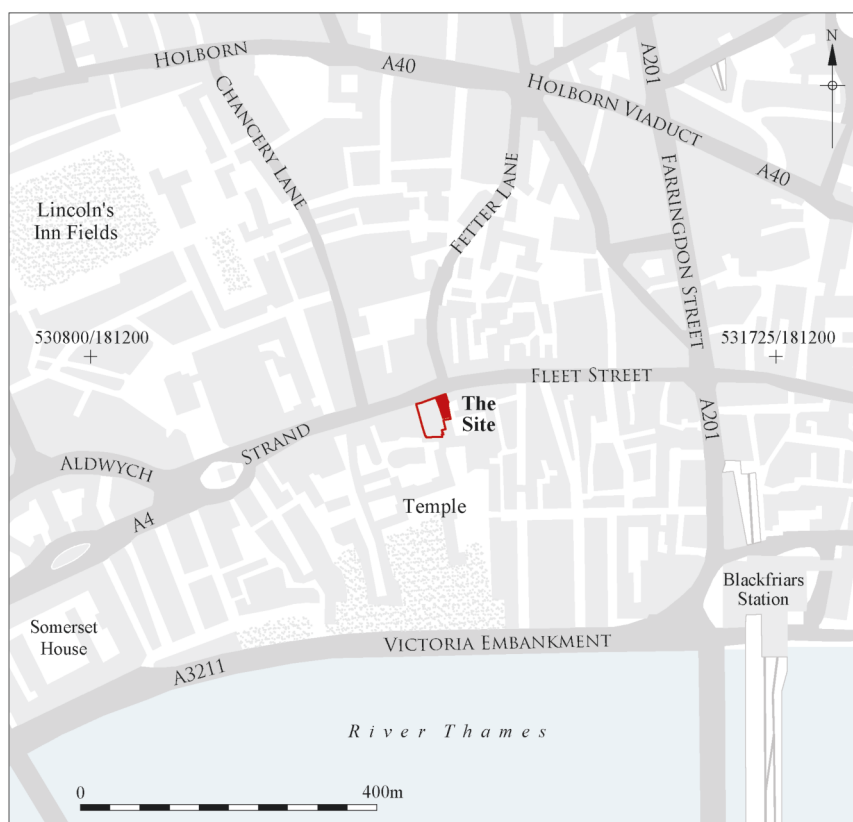 N
HOLBORN
A40
A201
HOLBORN VIADUCT
CHANCERY LANE
A40
FETTER LANE
FARRINGDON STREET
Lincoln's
Inn Fields
530800/181200
531725/181200
FLEET STREET
The
Site
A201
STRAND
ALDWYCH
A4
Temple
Blackfriars
Station
Somerset
House
VICTORIA EMBANKMENT
A3211
River Thames
0
400m